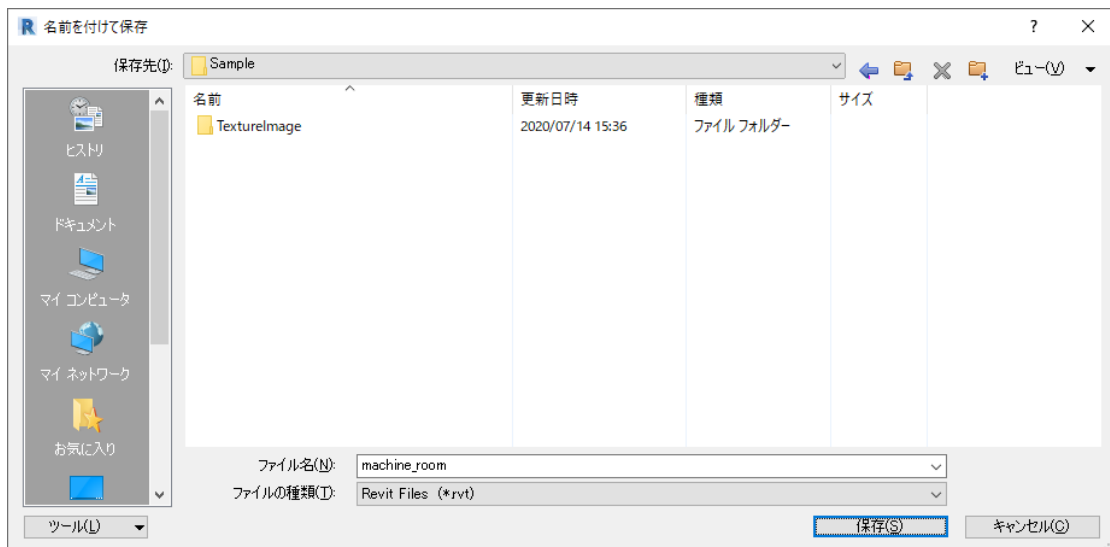 R 名前を付けて保存 ?
保存先(I): Sample ビュー(V)
名前 更新日時 種類 サイズ
TextureImage 2020/07/14 15:36 ファイル フォルダー
ヒストリ
ドキュメント
マイ コンピュータ
マイ ネットワーク
お気に入り
ファイル名(N): machine_room
ファイルの種類(T): Revit Files (*rvt)
ツール(L) 保存(S) キャンセル(C)